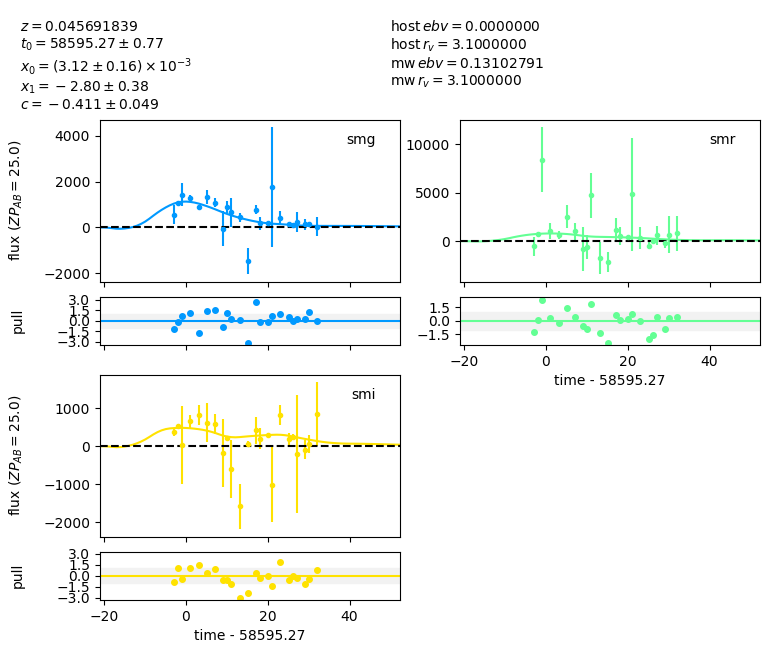 z = 0.045691839
t₀ = 58595.27 ± 0.77
x₀ = (3.12 ± 0.16) × 10⁻³
x₁ = −2.80 ± 0.38
c = −0.411 ± 0.049
host ebv = 0.0000000
host r_v = 3.1000000
mw ebv = 0.13102791
mw r_v = 3.1000000
smg
4000
2000
0
−2000
flux (ZP_AB = 25.0)
3.0
1.5
0.0
−1.5
−3.0
pull
smr
10000
5000
0
1.5
0.0
−1.5
−20 0 20 40
time - 58595.27
smi
1000
0
−1000
−2000
flux (ZP_AB = 25.0)
3.0
1.5
0.0
−1.5
−3.0
pull
−20 0 20 40
time - 58595.27